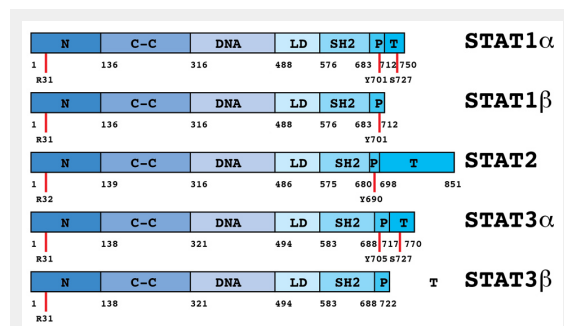 N C-C DNA LD SH2 P T STAT1α
1 136 316 488 576 683 712 750
R31 Y701 S727
N C-C DNA LD SH2 P STAT1β
1 136 316 488 576 683 712
R31 Y701
N C-C DNA LD SH2 P T STAT2
1 139 316 486 575 680 698 851
R32 Y690
N C-C DNA LD SH2 P T STAT3α
1 138 321 494 583 688 717 770
R31 Y705 S727
N C-C DNA LD SH2 P T STAT3β
1 138 321 494 583 688 722
R31